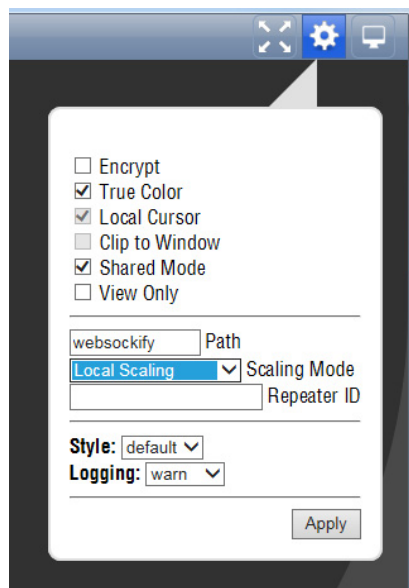 Encrypt
True Color
Local Cursor
Clip to Window
Shared Mode
View Only
websockify Path
Local Scaling Scaling Mode
Repeater ID
Style: default
Logging: warn
Apply